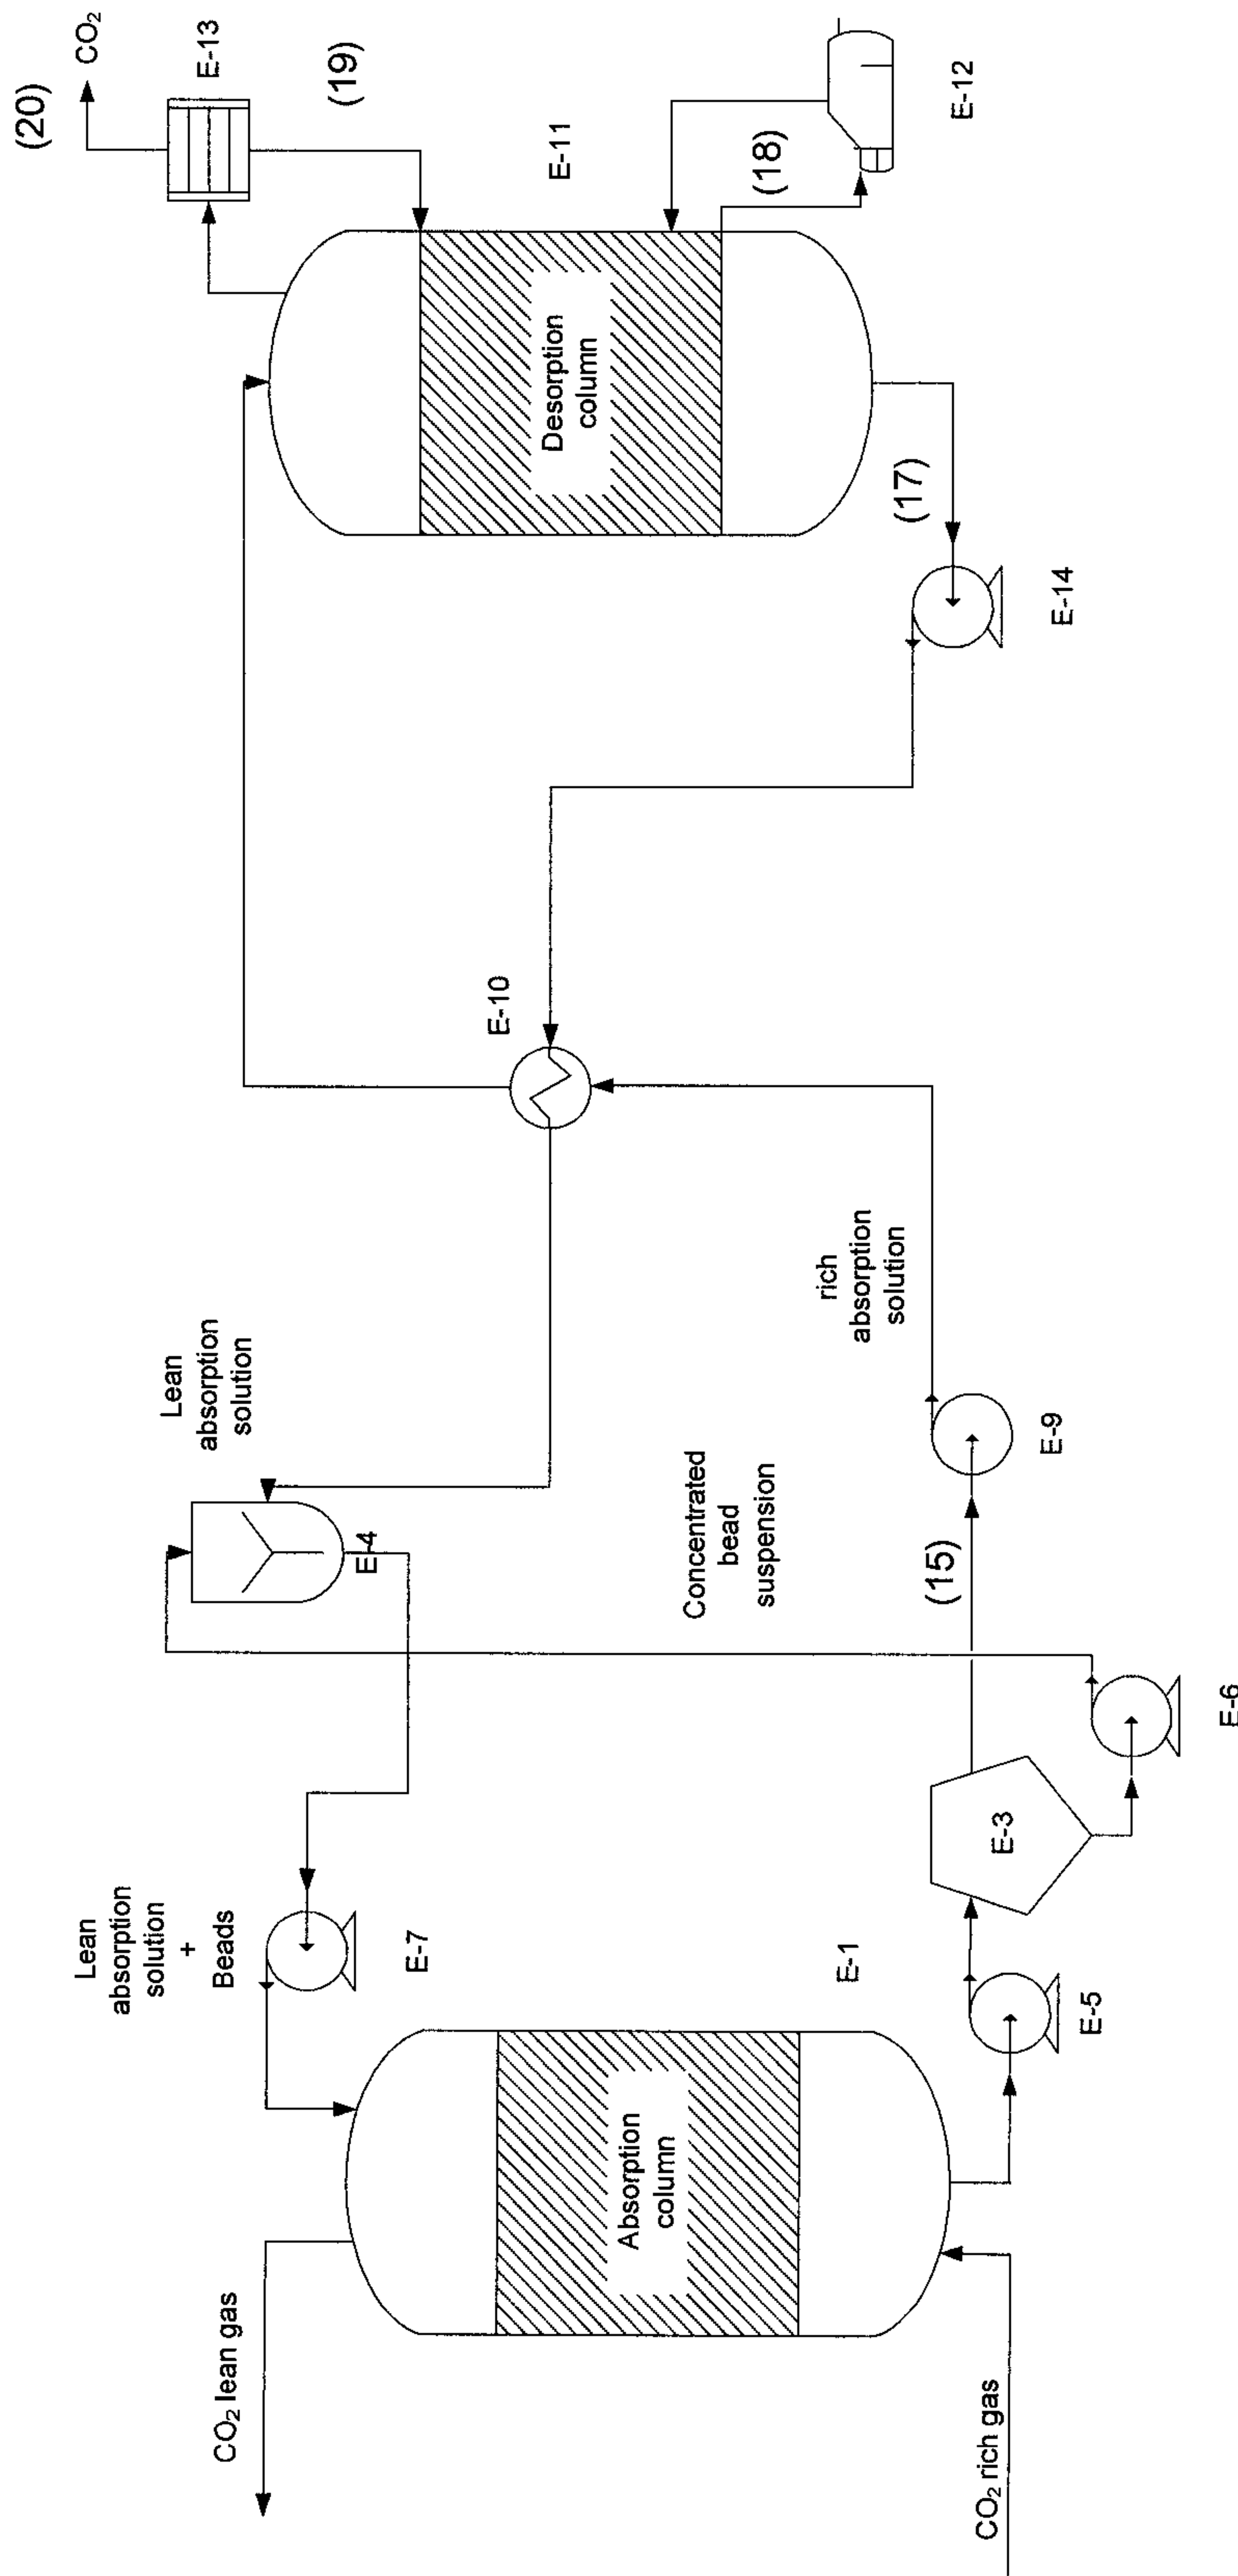 CO₂ lean gas
CO₂ rich gas
Absorption
column
E-1
Lean
absorption
solution
+
Beads
E-7
E-5
E-3
E-6
E-4
Lean
absorption
solution
Concentrated
bead
suspension
(15)
E-9
rich
absorption
solution
E-10
E-14
(17)
Desorption
column
E-11
(18)
E-12
(19)
E-13
(20)
CO₂